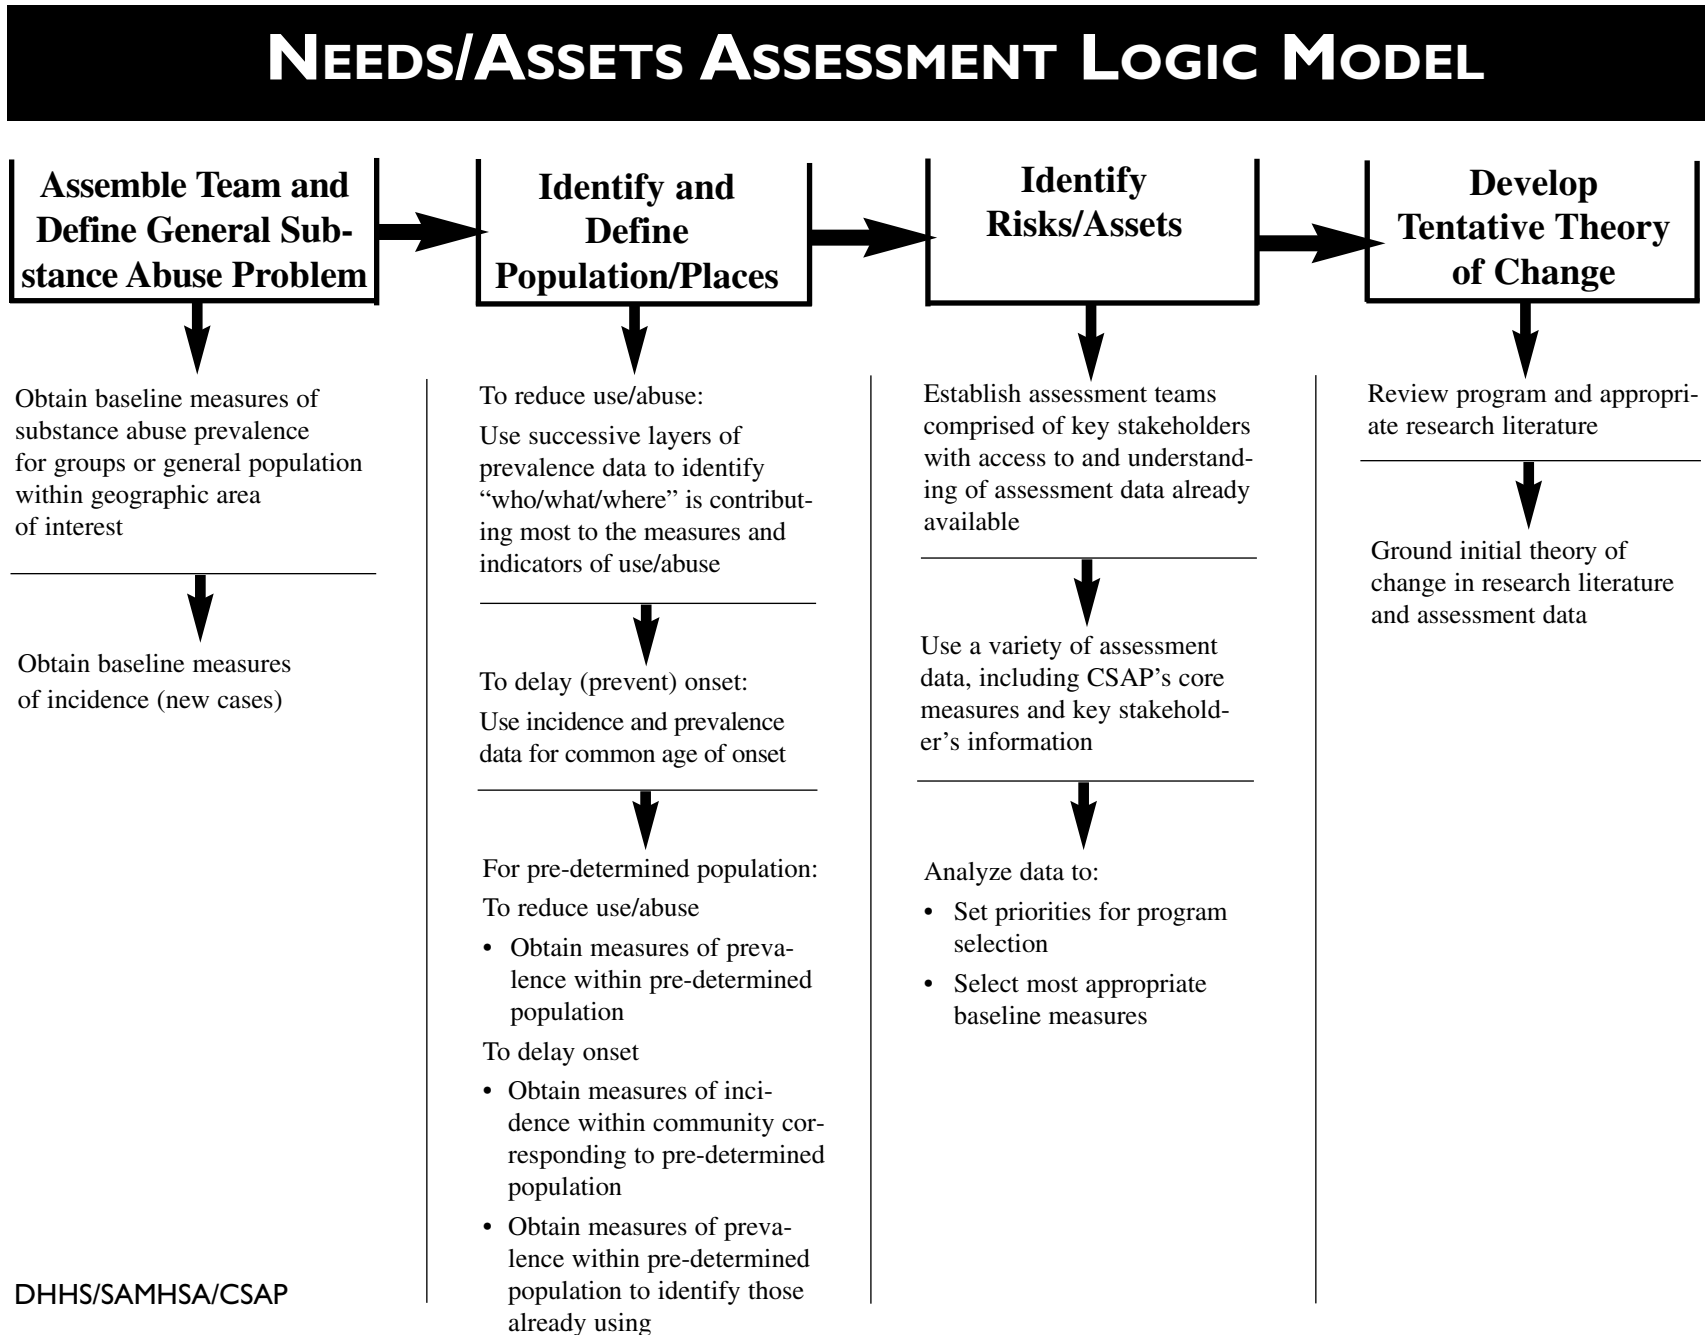 NEEDS/ASSETS ASSESSMENT LOGIC MODEL
Assemble Team and
Define General Sub-
stance Abuse Problem
Obtain baseline measures of
substance abuse prevalence
for groups or general population
within geographic area
of interest
Obtain baseline measures
of incidence (new cases)
Identify and
Define
Population/Places
To reduce use/abuse:
Use successive layers of
prevalence data to identify
“who/what/where” is contribut-
ing most to the measures and
indicators of use/abuse
To delay (prevent) onset:
Use incidence and prevalence
data for common age of onset
For pre-determined population:
To reduce use/abuse
• Obtain measures of preva-
lence within pre-determined
population
To delay onset
• Obtain measures of inci-
dence within community cor-
responding to pre-determined
population
• Obtain measures of preva-
lence within pre-determined
population to identify those
already using
Identify
Risks/Assets
Establish assessment teams
comprised of key stakeholders
with access to and understand-
ing of assessment data already
available
Use a variety of assessment
data, including CSAP’s core
measures and key stakehold-
er’s information
Analyze data to:
• Set priorities for program
selection
• Select most appropriate
baseline measures
Develop
Tentative Theory
of Change
Review program and appropri-
ate research literature
Ground initial theory of
change in research literature
and assessment data
DHHS/SAMHSA/CSAP